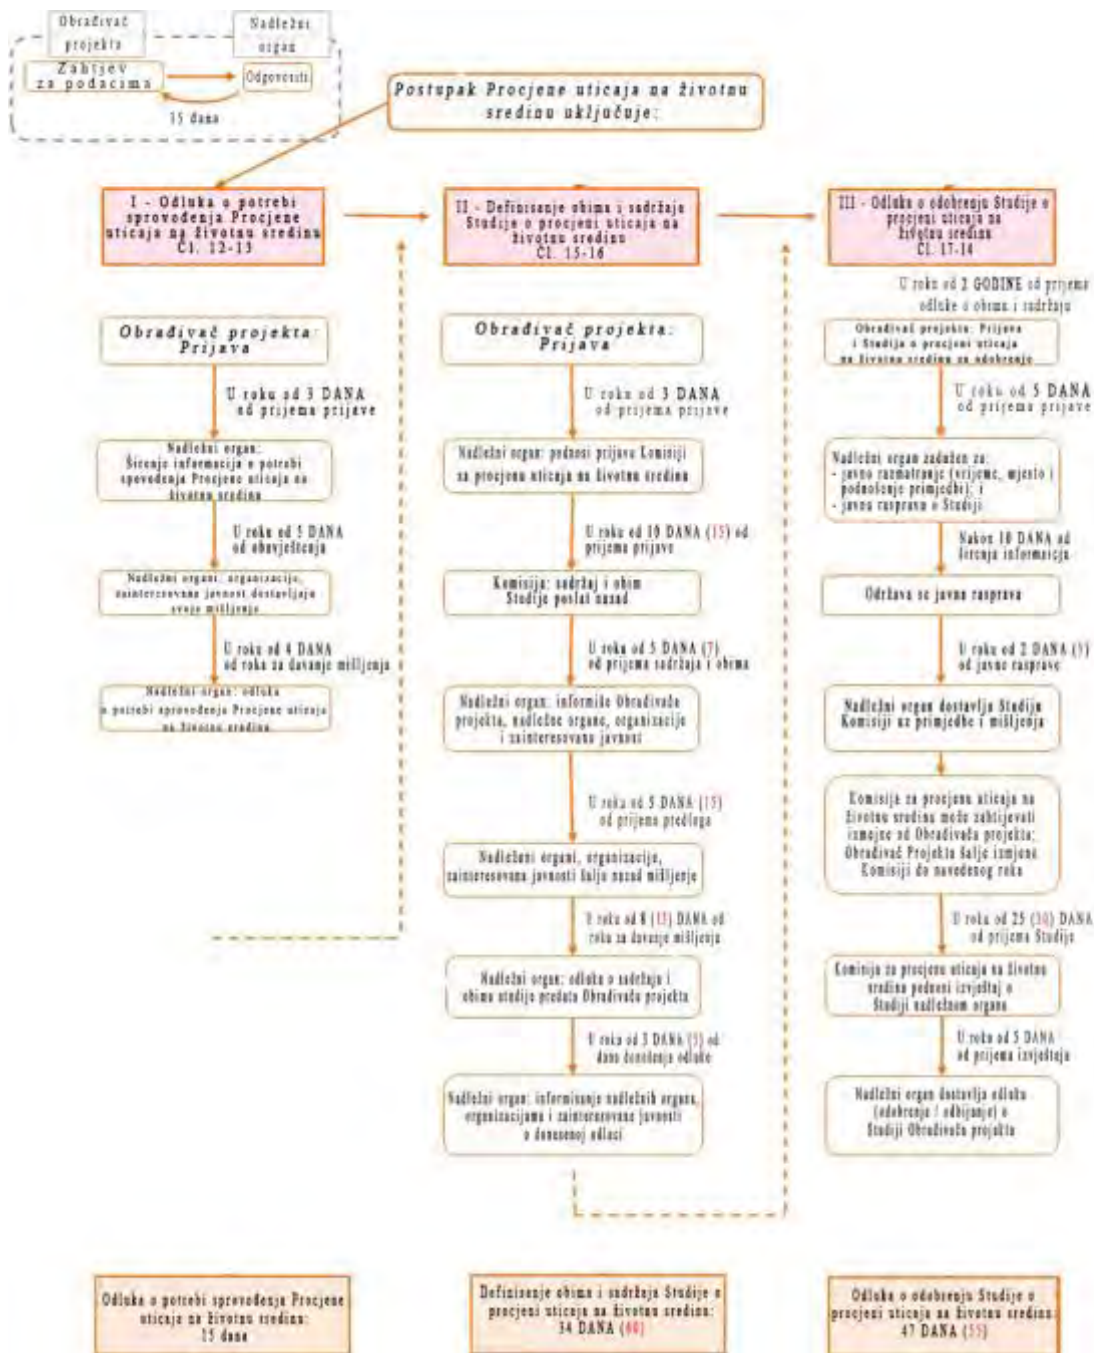 Obrađivač
projekta
Nadležni
organ
Zahtjev
za podacima
Odgovoriti
15 dana
Postupak Procjene uticaja na životnu
sredinu uključuje:
I - Odluka o potrebi
sprovođenja Procjene
uticaja na životnu sredinu
Čl. 12-13
Obrađivač projekta:
Prijava
U roku od 3 DANA
od prijema prijave
Nadležni organ:
Širenje informacija o potrebi
spovođenja Procjene uticaja na
životnu sredinu
U roku od 5 DANA
od obavještenja
Nadležni organi, organizacije,
zainteresovana javnost dostavljaju
svoje mišljenje
U roku od 4 DANA
od roka za davanje mišljenja
Nadležni organ: odluka
o potrebi sprovođenja Procjene uticaja
na životnu sredinu
II - Definisanje obima i sadržaja
Studije o procjeni uticaja na
životnu sredinu
Čl. 15-16
Obrađivač projekta:
Prijava
U roku od 3 DANA
od prijema prijave
Nadležni organ: podnosi prijavu Komisiji
za procjenu uticaja na životnu sredinu
U roku od 10 DANA (15) od
prijema prijave
Komisija: sadržaj i obim
Studije poslat nazad
U roku od 5 DANA (7)
od prijema sadržaja i obima
Nadležni organ: informiše Obrađivača
projekta, nadležne organe, organizacije
i zainteresovanu javnost
U roku od 5 DANA (15)
od prijema predloga
Nadležni organi, organizacije,
zainteresovana javnosti šalju nazad mišljenje
U roku od 8 DANA od
roka za davanje mišljenja
Nadležni organ: odluka o sadržaju i
obimu studije predata Obrađivaču projekta
U roku od 3 DANA (5) od
dana donošenja odluke
Nadležni organ: informisanje nadležnih organa,
organizacijama i zainteresovane javnosti
o donesenoj odluci
III - Odluka o odobrenju Studije o
procjeni uticaja na
životnu sredinu
Čl. 17-14
U roku od 2 GODINE od prijema
odluke o obimu i sadržaju
Obrađivač projekta: Prijava
i Studija o procjeni uticaja
na životnu sredinu za odobrenje
U roku od 5 DANA
od prijema prijave
Nadležni organ zadužen za:
- javno razmatranje (vrijeme, mjesto i
podnošenje primjedbi); i
- javnu raspravu o Studiji
Nakon 10 DANA od
širenja informacija
Održava se javna rasprava
U roku od 2 DANA
od javne rasprave
Nadležni organ dostavlja Studiju
Komisiji uz primjedbe i mišljenja
Komisija za procjenu uticaja na
životnu sredinu može zahtijevati
izmjene od Obrađivača projekta;
Obrađivač Projekta šalje izmjene
Komisiji do navedenog roka
U roku od 25 (30) DANA
od prijema Studije
Komisija za procjenu uticaja na životnu
sredinu podnosi izvještaj o
Studiji nadležnom organu
U roku od 5 DANA
od prijema izvještaja
Nadležni organ dostavlja odluku
(odobrenje / odbijanje) o
Studiji Obrađivaču projekta
Odluka o potrebi sprovođenja Procjene
uticaja na životnu sredinu:
15 dana
Definisanje obima i sadržaja Studije o
procjeni uticaja na životnu sredinu:
34 DANA (60)
Odluka o odobrenju Studije o
procjeni uticaja na životnu sredinu:
47 DANA (55)